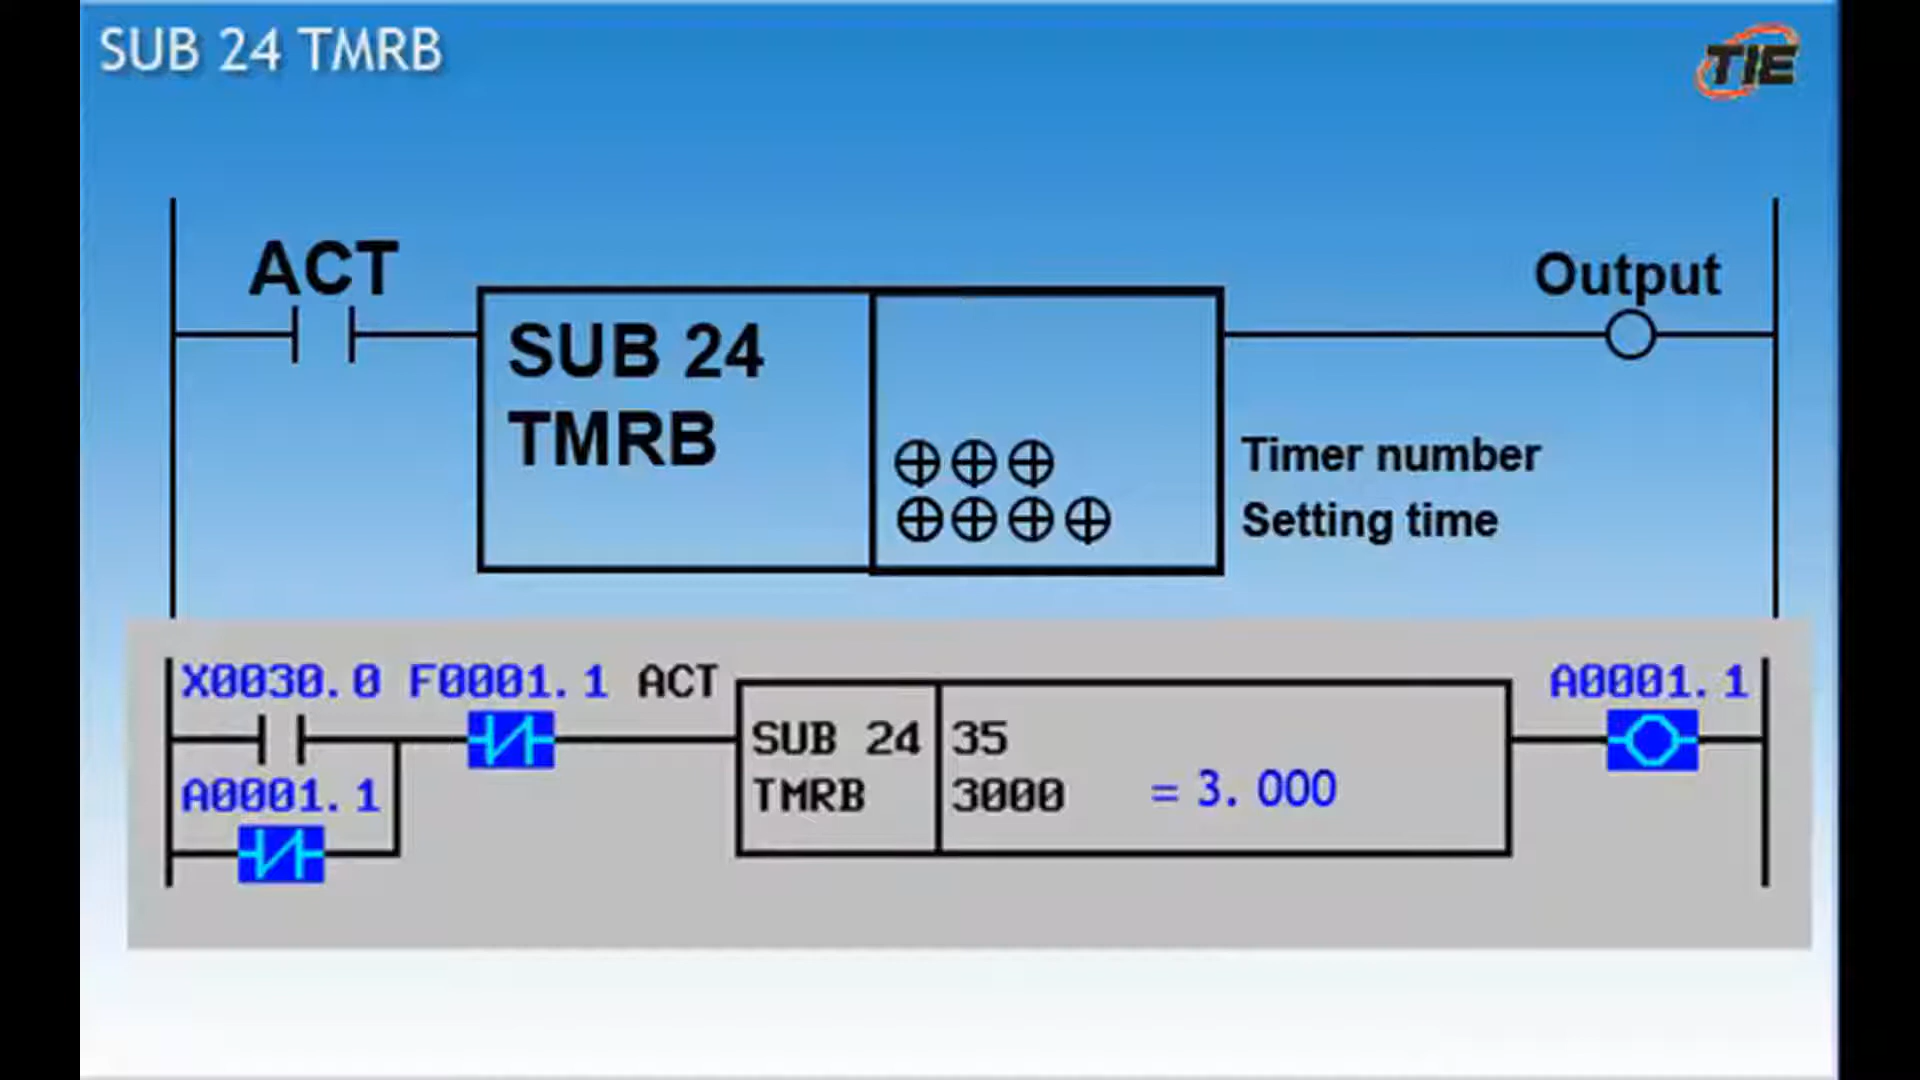 SUB 24 TMRB
TIE
ACT
Output
SUB 24
TMRB
Timer number
Setting time
X0030.0 F0001.1 ACT
A0001.1
SUB 24 35
TMRB 3000 = 3.000
A0001.1